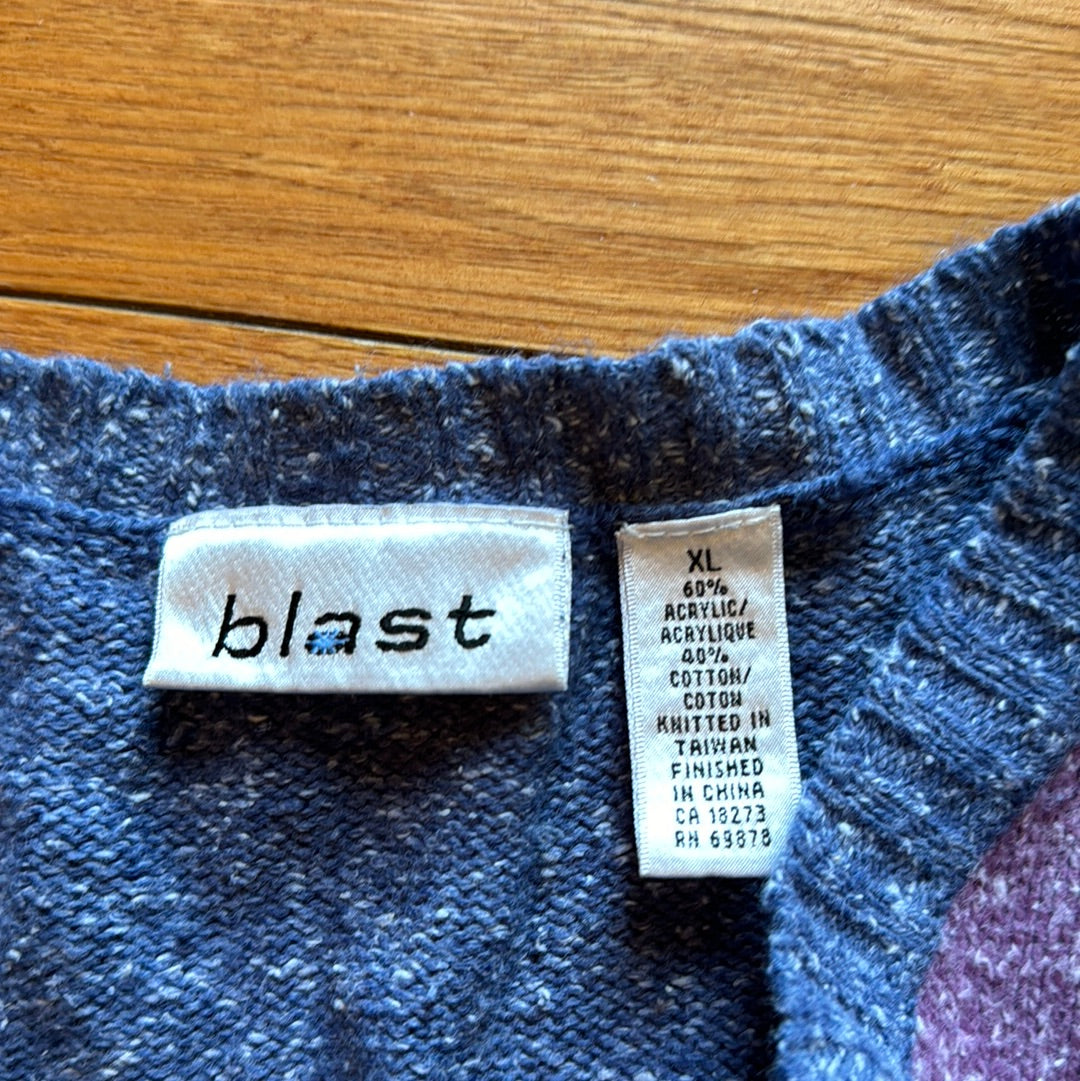 blast
XL
60%
ACRYLIC/
ACRYLIQUE
40%
COTTON/
COTON
KNITTED IN
TAIWAN
FINISHED
IN CHINA
CA 18273
RN 69878